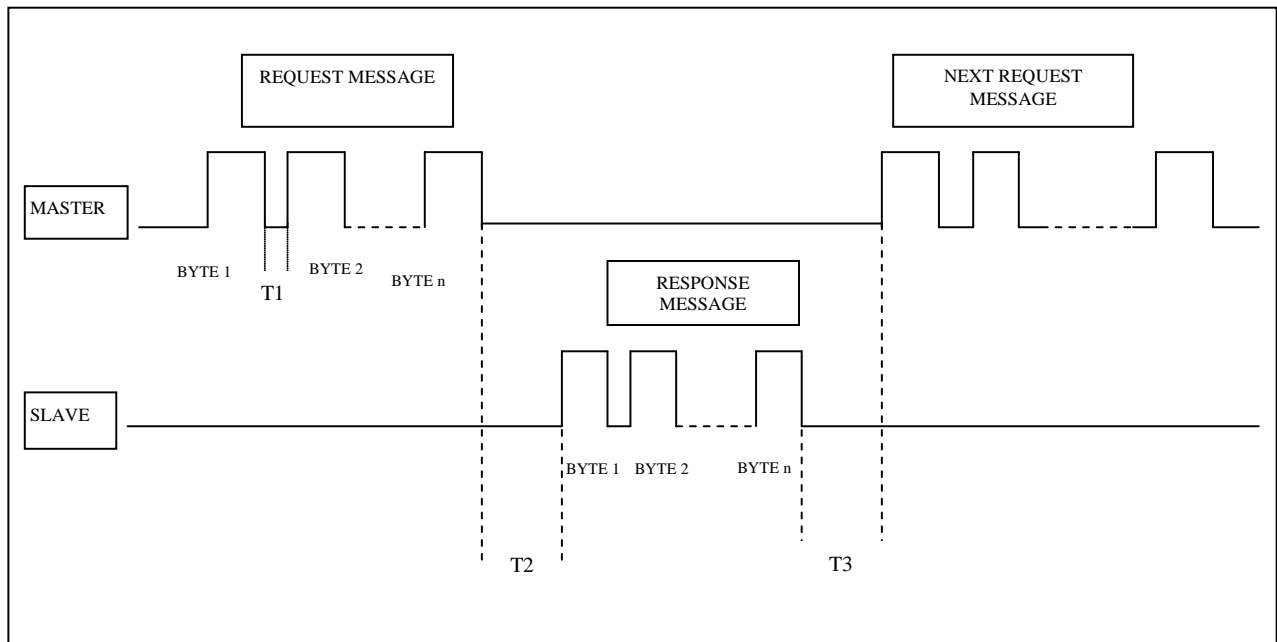 REQUEST MESSAGE
NEXT REQUEST
MESSAGE
MASTER
BYTE 1
T1
BYTE 2
BYTE n
RESPONSE
MESSAGE
SLAVE
BYTE 1
BYTE 2
BYTE n
T2
T3